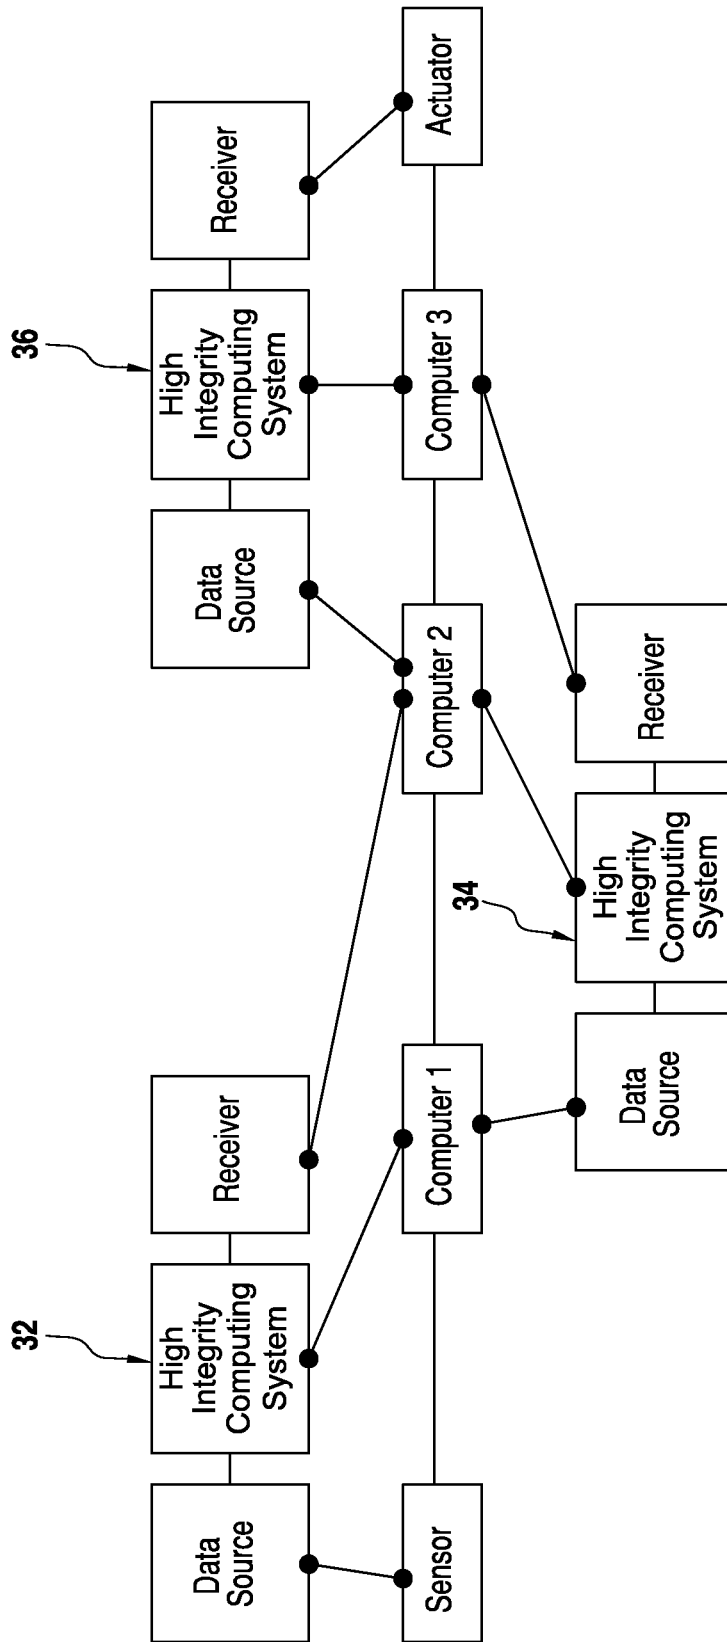 32
36
Data
Source
High
Integrity
Computing
System
Receiver
Data
Source
High
Integrity
Computing
System
Receiver
Sensor
Computer 1
Computer 2
Computer 3
Actuator
34
Data
Source
High
Integrity
Computing
System
Receiver